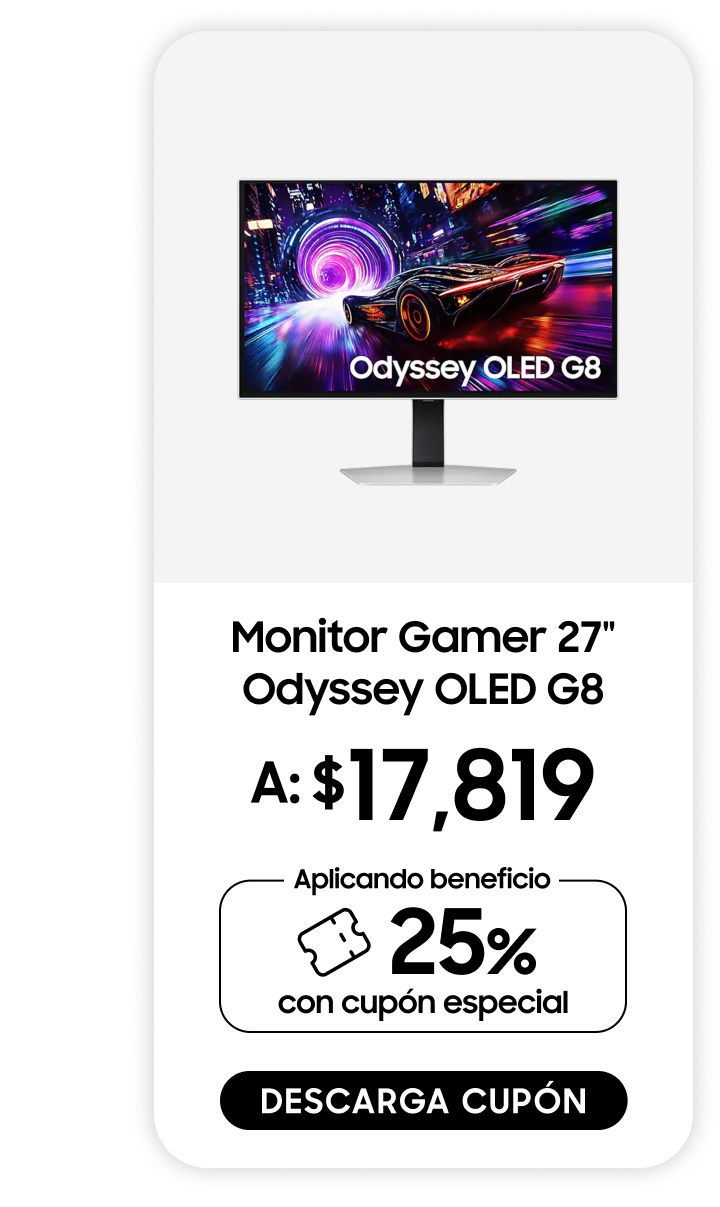 Odyssey OLED G8
Monitor Gamer 27"
Odyssey OLED G8
A: $17,819
Aplicando beneficio
25%
con cupón especial
DESCARGA CUPÓN